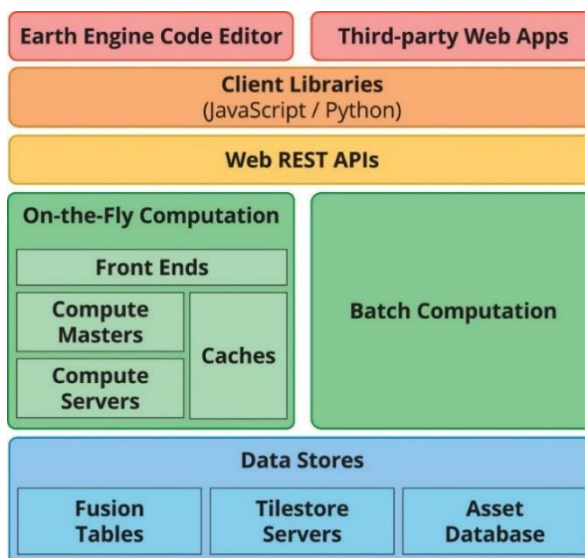 Earth Engine Code Editor
Third-party Web Apps
Client Libraries
(JavaScript / Python)
Web REST APIs
On-the-Fly Computation
Front Ends
Compute
Masters
Caches
Compute
Servers
Batch Computation
Data Stores
Fusion
Tables
Tilestore
Servers
Asset
Database